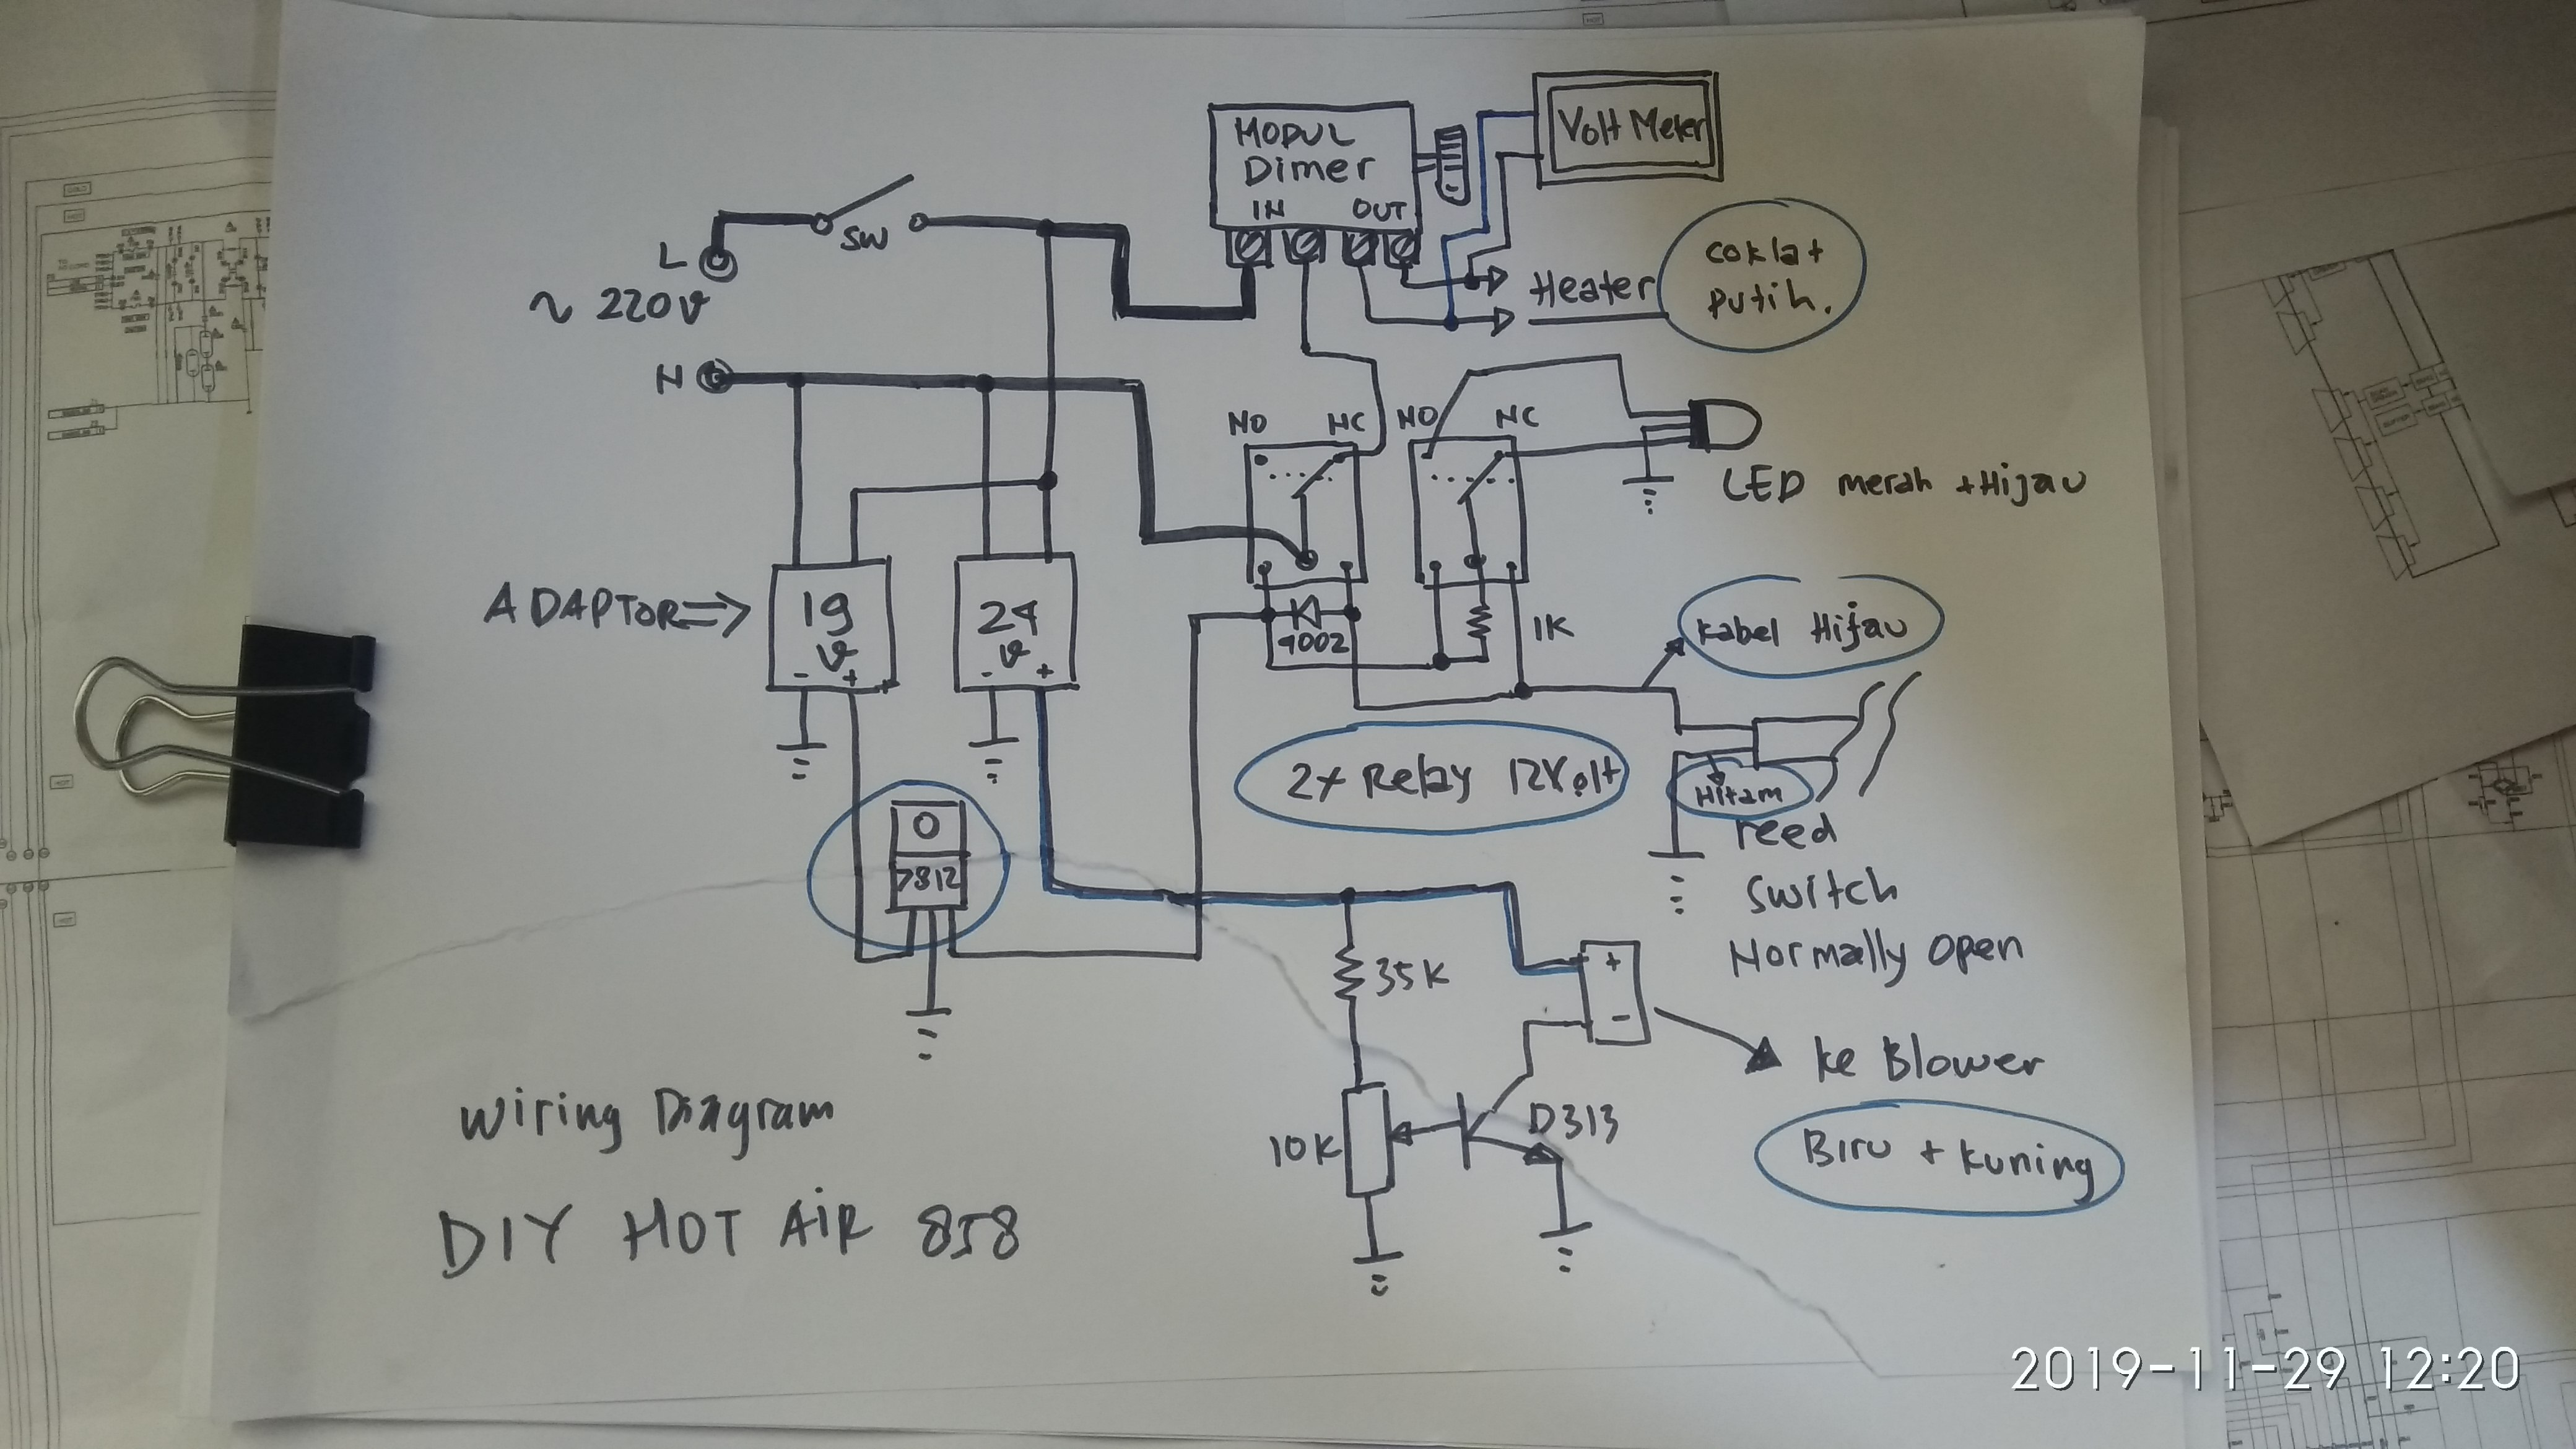 MODUL
Dimer
IN OUT
Volt Meter
L
SW
~ 220V
N
Heater
coklat
putih.
NO NC NO NC
LED merah + Hijau
ADAPTOR
19
V
- +
24
V
- +
4002
1K
Kabel Hijau
2x Relay 12Volt
Hitam
reed
switch
Normally open
O
7812
35K
+
-
ke Blower
10K
D313
Biru + kuning
Wiring Diagram
DIY HOT AIR 858
2019-11-29 12:20